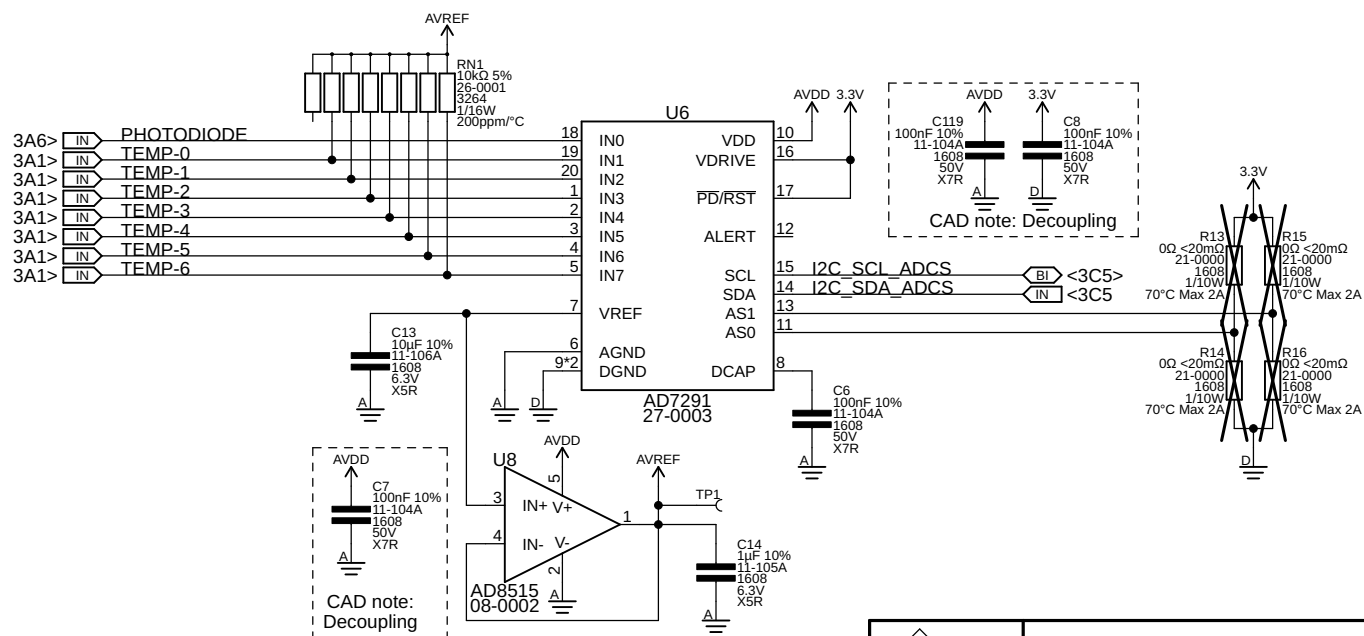 AVREF
RN1
10kΩ 5%
26-0001
3264
1/16W
200ppm/°C
3A6> IN PHOTODIODE
3A1> IN TEMP-0
3A1> IN TEMP-1
3A1> IN TEMP-2
3A1> IN TEMP-3
3A1> IN TEMP-4
3A1> IN TEMP-5
3A1> IN TEMP-6
U6
18 IN0 VDD 10
19 IN1 VDRIVE 16
20 IN2
1 IN3 PD/RST 17
2 IN4
3 IN5 ALERT 12
4 IN6
5 IN7 SCL 15 I2C_SCL_ADCS BI <3C5>
SDA 14 I2C_SDA_ADCS IN <3C5
7 VREF AS1 13
AS0 11
6 AGND
9*2 DGND DCAP 8
AD7291
27-0003
AVDD 3.3V
AVDD 3.3V
C119
100nF 10%
11-104A
1608
50V
X7R
A
C8
100nF 10%
11-104A
1608
50V
X7R
D
CAD note: Decoupling
3.3V
R13
0Ω <20mΩ
21-0000
1608
1/10W
70°C Max 2A
R15
0Ω <20mΩ
21-0000
1608
1/10W
70°C Max 2A
R14
0Ω <20mΩ
21-0000
1608
1/10W
70°C Max 2A
R16
0Ω <20mΩ
21-0000
1608
1/10W
70°C Max 2A
D
C13
10µF 10%
11-106A
1608
6.3V
X5R
A
A
D
C6
100nF 10%
11-104A
1608
50V
X7R
A
AVDD
C7
100nF 10%
11-104A
1608
50V
X7R
A
CAD note:
Decoupling
U8
AVDD
5
3 IN+ V+
1
4 IN- V-
2
A
AD8515
08-0002
AVREF
TP1
C14
1µF 10%
11-105A
1608
6.3V
X5R
A